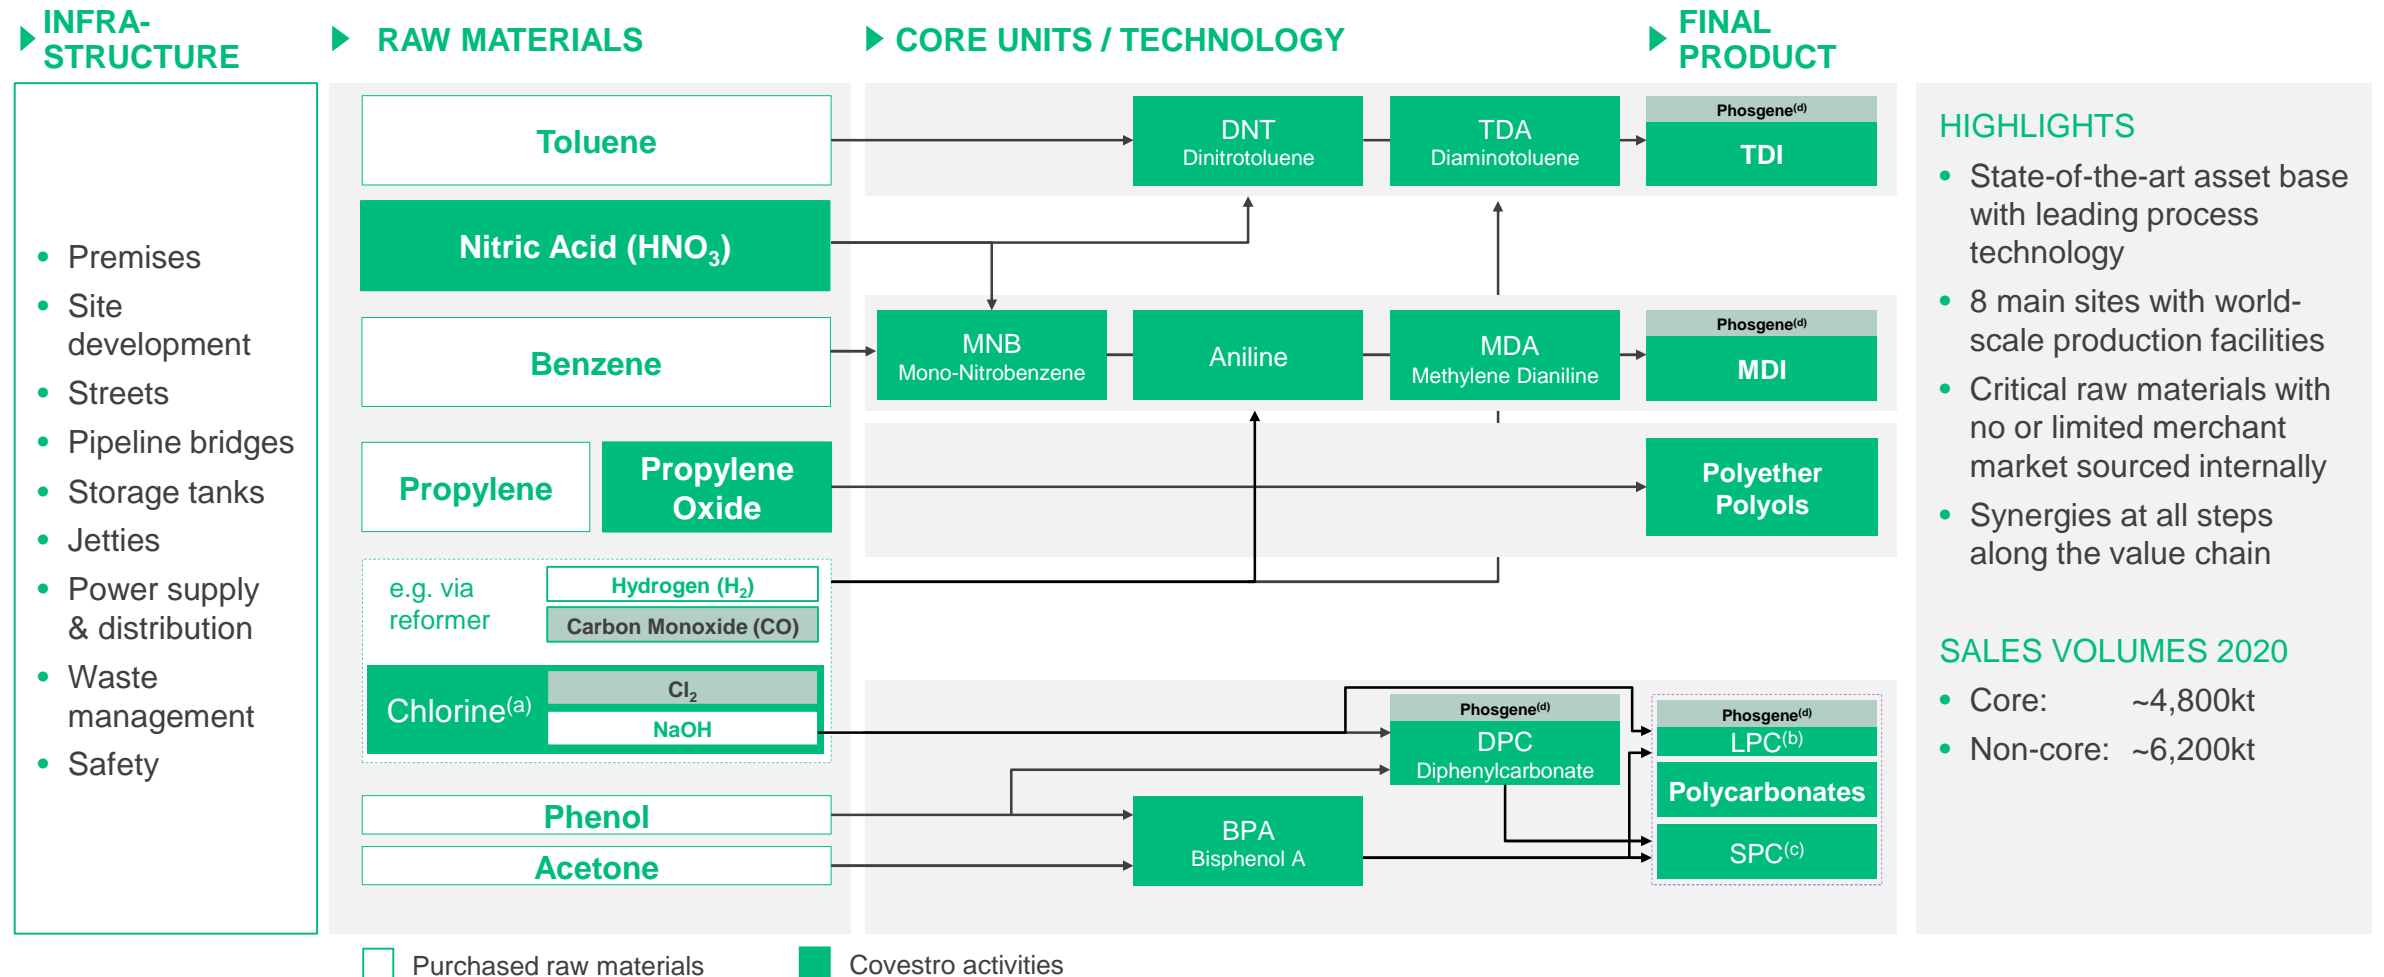 INFRA-
STRUCTURE
RAW MATERIALS
CORE UNITS / TECHNOLOGY
FINAL
PRODUCT
• Premises
• Site
development
• Streets
• Pipeline bridges
• Storage tanks
• Jetties
• Power supply
& distribution
• Waste
management
• Safety
Toluene
Nitric Acid (HNO₃)
Benzene
Propylene
Propylene
Oxide
e.g. via
reformer
Hydrogen (H₂)
Carbon Monoxide (CO)
Chlorine(a)
Cl₂
NaOH
Phenol
Acetone
DNT
Dinitrotoluene
TDA
Diaminotoluene
Phosgene(d)
TDI
MNB
Mono-Nitrobenzene
Aniline
MDA
Methylene Dianiline
Phosgene(d)
MDI
Polyether
Polyols
Phosgene(d)
DPC
Diphenylcarbonate
BPA
Bisphenol A
Phosgene(d)
LPC(b)
Polycarbonates
SPC(c)
HIGHLIGHTS
• State-of-the-art asset base
with leading process
technology
• 8 main sites with world-
scale production facilities
• Critical raw materials with
no or limited merchant
market sourced internally
• Synergies at all steps
along the value chain
SALES VOLUMES 2020
• Core: ~4,800kt
• Non-core: ~6,200kt
Purchased raw materials
Covestro activities